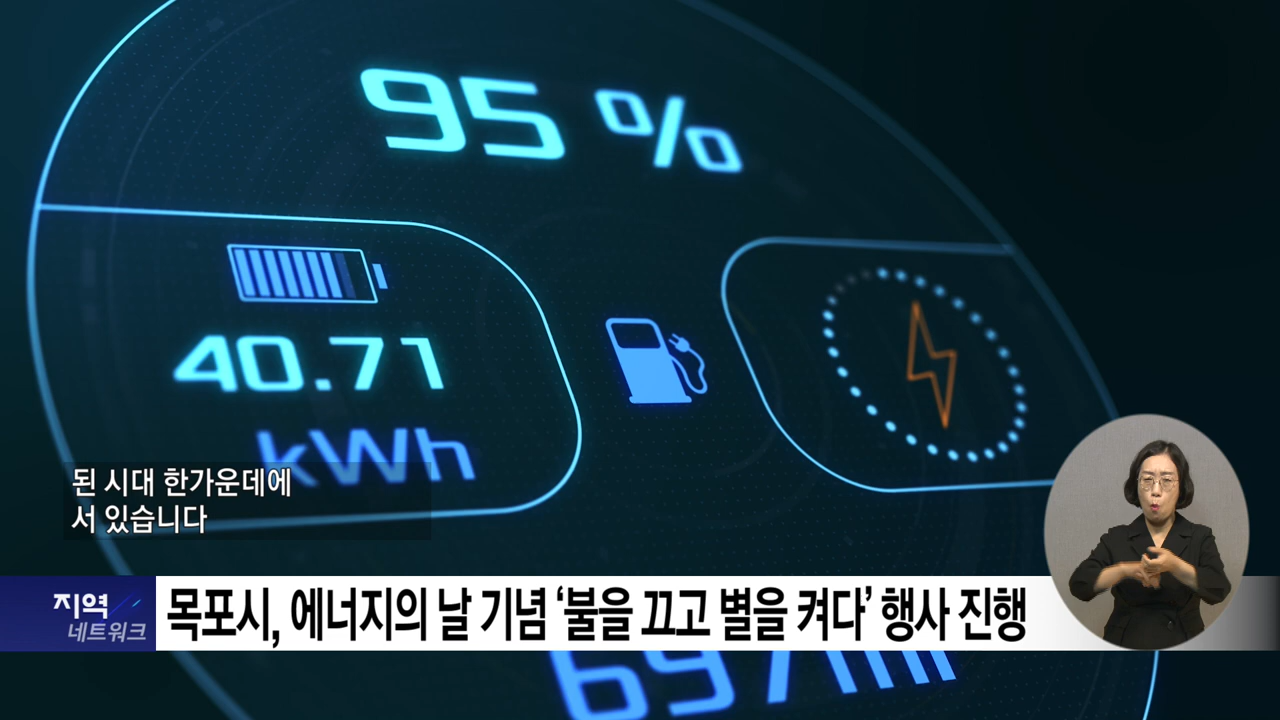 95 %
40.71
kWh
된 시대 한가운데에
서 있습니다
지역
네트워크
목포시, 에너지의 날 기념 ‘불을 끄고 별을 켜다’ 행사 진행